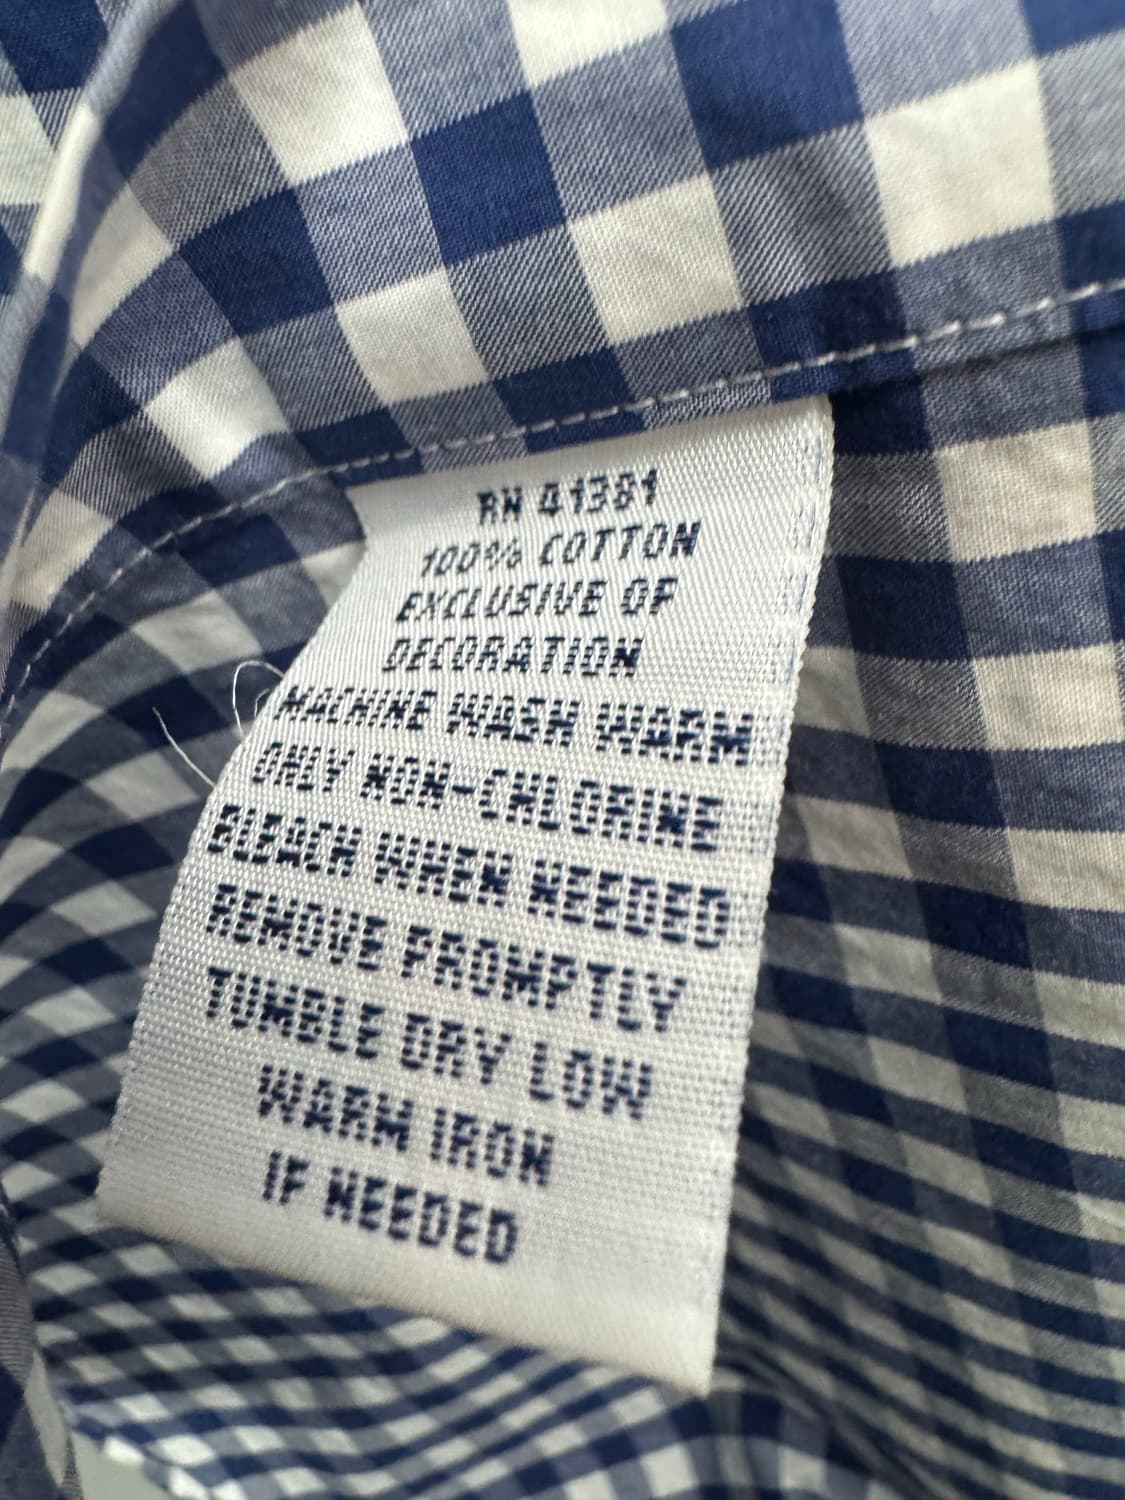 RN 41381
100% COTTON
EXCLUSIVE OF
DECORATION
MACHINE WASH WARM
ONLY NON-CHLORINE
BLEACH WHEN NEEDED
REMOVE PROMPTLY
TUMBLE DRY LOW
WARM IRON
IF NEEDED